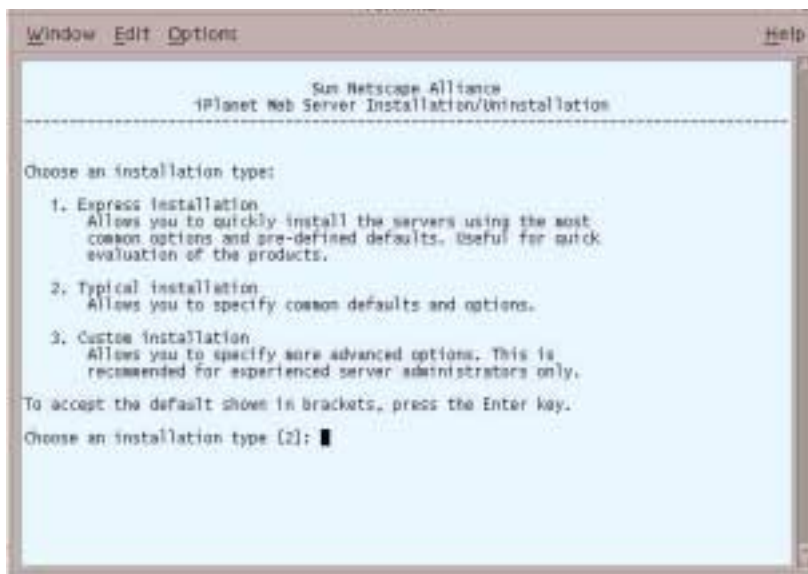 Window Edit Options Help
Sun Netscape Alliance
iPlanet Web Server Installation/Uninstallation
Choose an installation type:
1. Express installation
Allows you to quickly install the servers using the most
common options and pre-defined defaults. Useful for quick
evaluation of the products.
2. Typical installation
Allows you to specify common defaults and options.
3. Custom installation
Allows you to specify more advanced options. This is
recommended for experienced server administrators only.
To accept the default shown in brackets, press the Enter key.
Choose an installation type [2]: